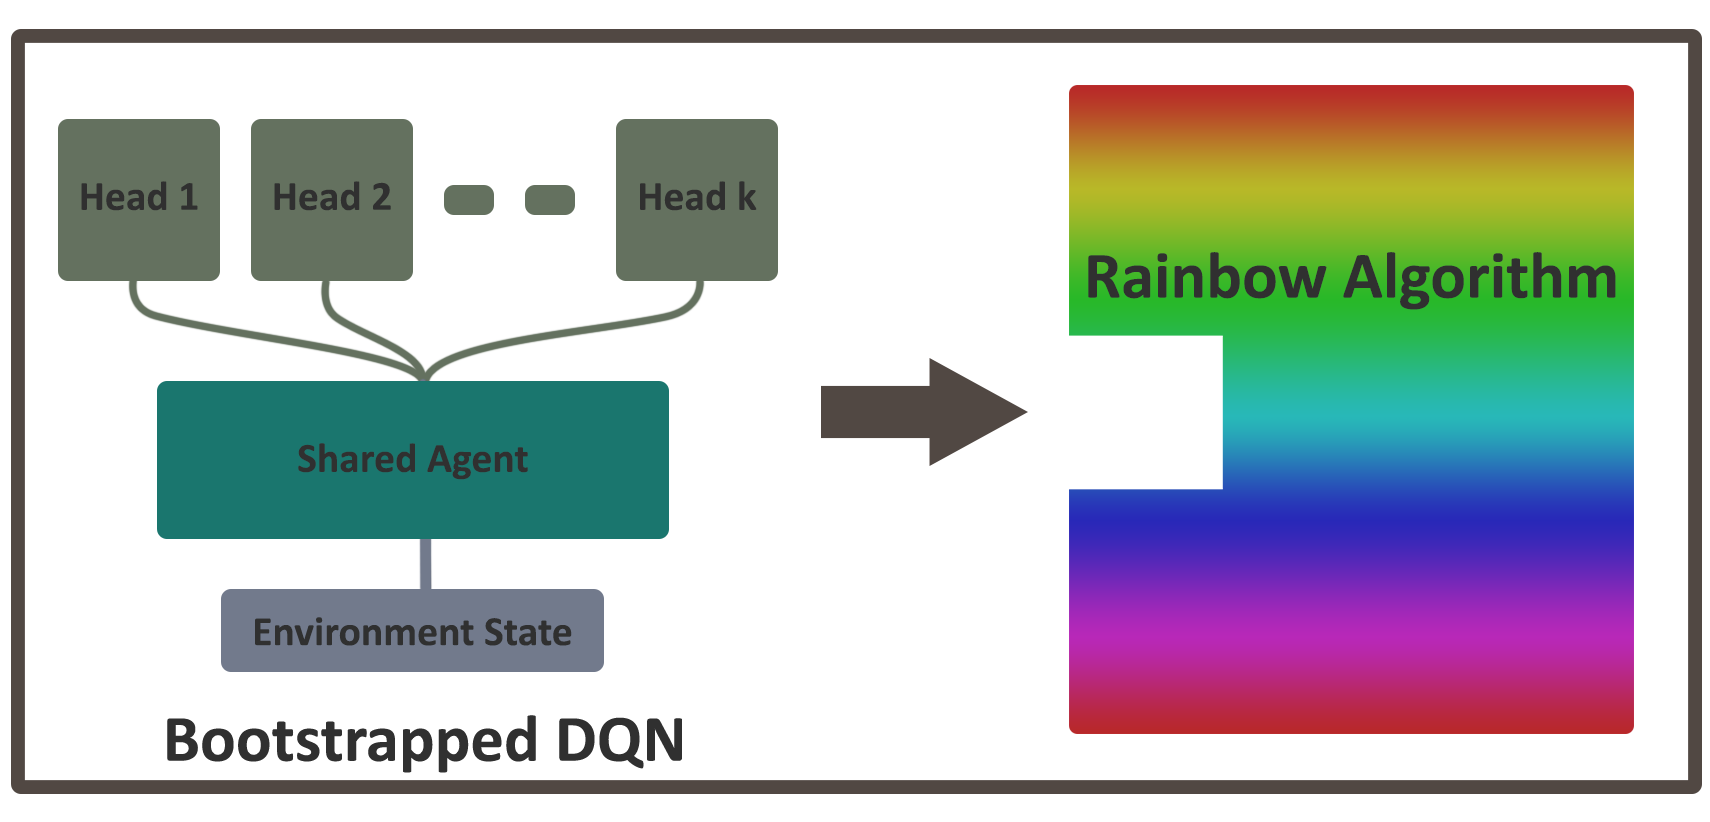 Head 1
Head 2
Head k
Shared Agent
Environment State
Bootstrapped DQN
Rainbow Algorithm